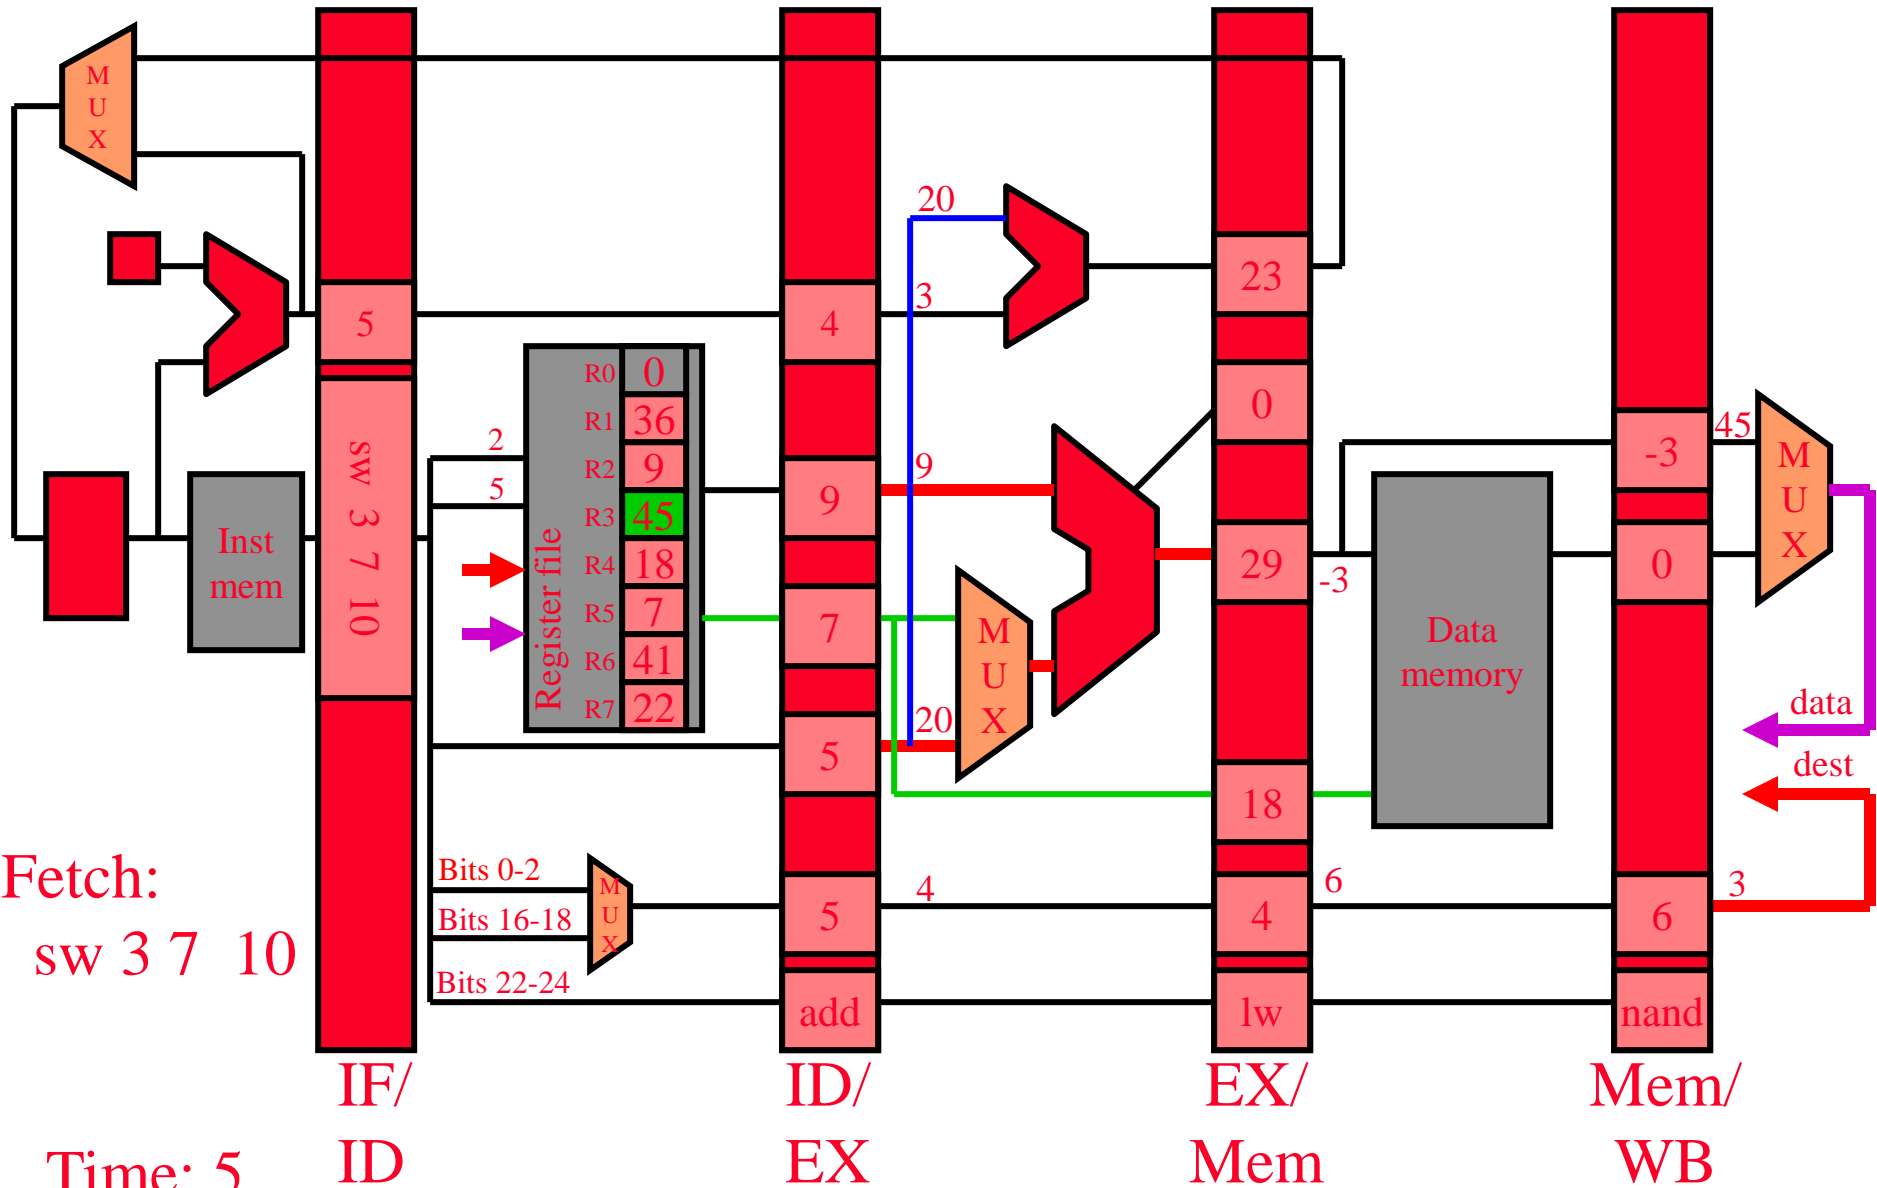 M
U
X
20
23
5
4
3
R0 0
R1 36
R2 9
R3 45
R4 18
R5 7
R6 41
R7 22
Register file
0
2
5
sw 3 7 10
9
9
-3
45
M
U
X
Inst
mem
29
-3
0
7
M
U
X
Data
memory
20
5
data
dest
18
Fetch:
sw 3 7 10
Bits 0-2
Bits 16-18
Bits 22-24
M
U
X
5
4
4
6
6
3
add
lw
nand
IF/
ID
ID/
EX
EX/
Mem
Mem/
WB
Time: 5